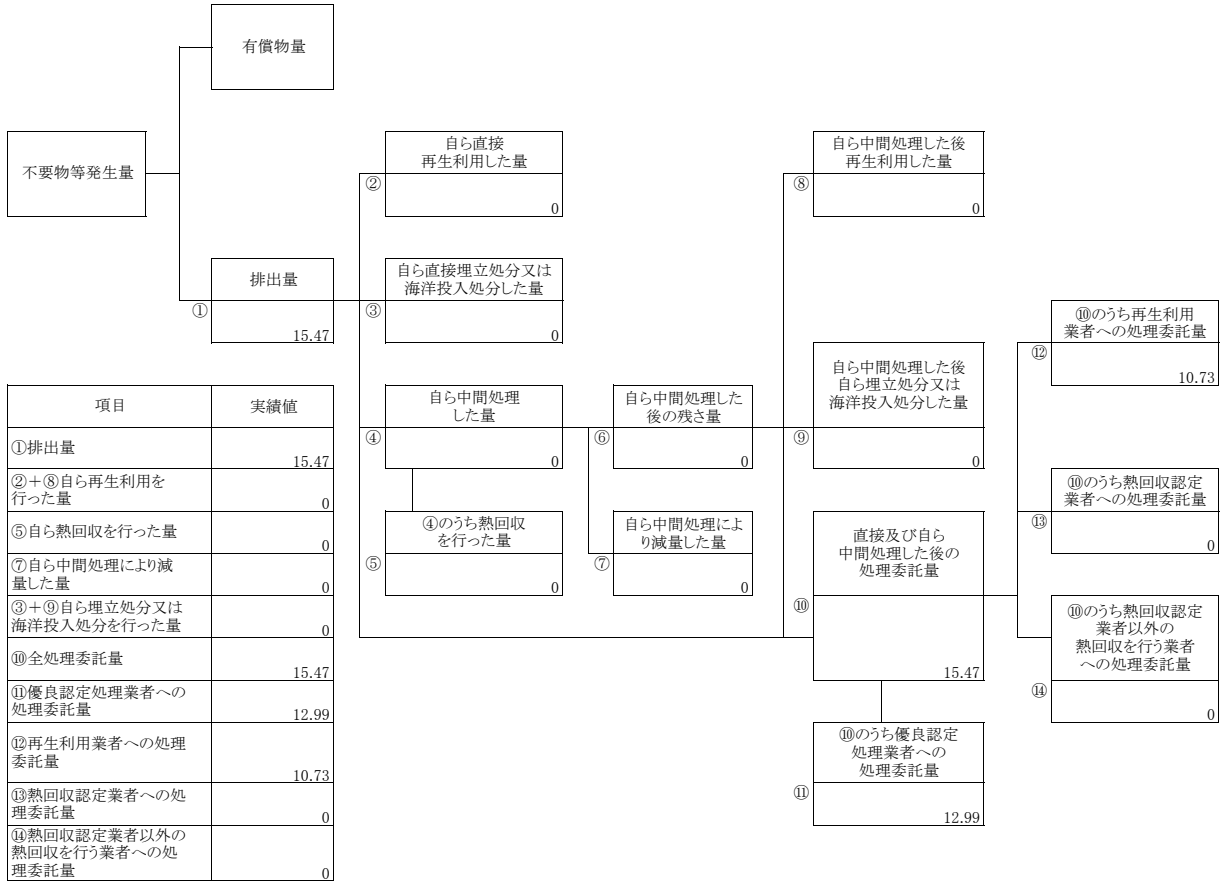 有償物量
不要物等発生量
自ら直接
再生利用した量
②
0
自ら中間処理した後
再生利用した量
⑧
0
排出量
①
15.47
自ら直接埋立処分又は
海洋投入処分した量
③
0
⑩のうち再生利用
業者への処理委託量
⑫
10.73
自ら中間処理した後
自ら埋立処分又は
海洋投入処分した量
⑨
0
自ら中間処理
した量
④
0
自ら中間処理した
後の残さ量
⑥
0
⑩のうち熱回収認定
業者への処理委託量
⑬
0
④のうち熱回収
を行った量
⑤
0
自ら中間処理によ
り減量した量
⑦
0
直接及び自ら
中間処理した後の
処理委託量
⑩
15.47
⑩のうち熱回収認定
業者以外の
熱回収を行う業者
への処理委託量
⑭
0
⑩のうち優良認定
処理業者への
処理委託量
⑪
12.99
項目 実績値
①排出量
15.47
②+⑧自ら再生利用を
行った量
0
⑤自ら熱回収を行った量
0
⑦自ら中間処理により減
量した量
0
③+⑨自ら埋立処分又は
海洋投入処分を行った量
0
⑩全処理委託量
15.47
⑪優良認定処理業者への
処理委託量
12.99
⑫再生利用業者への処理
委託量
10.73
⑬熱回収認定業者への処
理委託量
0
⑭熱回収認定業者以外の
熱回収を行う業者への処
理委託量
0